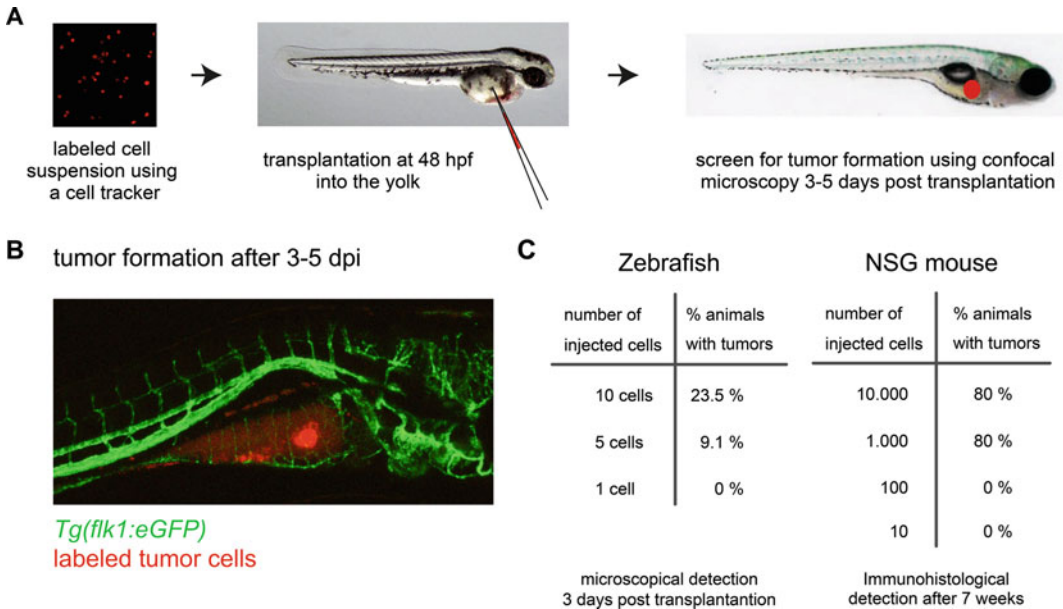 A
labeled cell
suspension using
a cell tracker
transplantation at 48 hpf
into the yolk
screen for tumor formation using confocal
microscopy 3-5 days post transplantation
B
tumor formation after 3-5 dpi
Tg(flk1:eGFP)
labeled tumor cells
C
Zebrafish
number of
injected cells
% animals
with tumors
10 cells 23.5 %
5 cells 9.1 %
1 cell 0 %
microscopical detection
3 days post transplantantion
NSG mouse
number of
injected cells
% animals
with tumors
10.000 80 %
1.000 80 %
100 0 %
10 0 %
Immunohistological
detection after 7 weeks